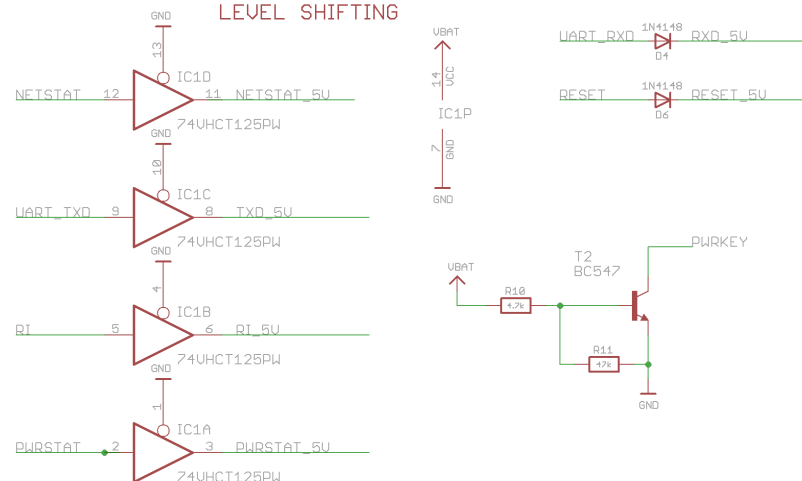 LEVEL SHIFTING
GND
13
IC1D
NETSTAT 12 11 NETSTAT_5V
74VHCT125PW
GND
10
IC1C
UART_TXD 9 8 TXD_5V
74VHCT125PW
GND
4
IC1B
RI 5 6 RI_5V
74VHCT125PW
GND
1
IC1A
PWRSTAT 2 3 PWRSTAT_5V
74VHCT125PW
VBAT
14
VCC
IC1P
7
GND
GND
1N4148
UART_RXD RXD_5V
D4
1N4148
RESET RESET_5V
D6
PWRKEY
T2
BC547
VBAT
R10
4.7k
R11
47k
GND